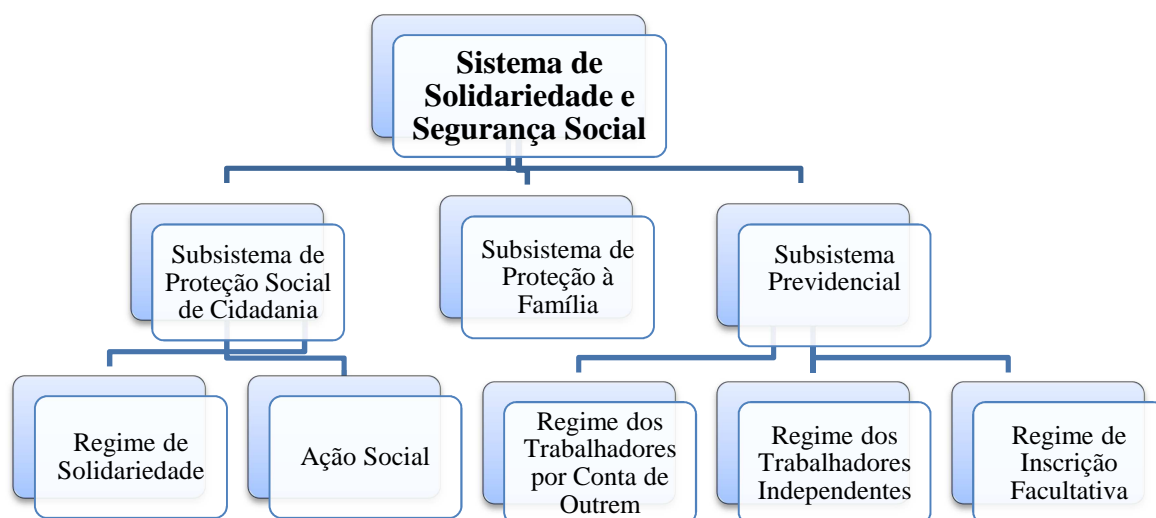 Sistema de
Solidariedade e
Segurança Social
Subsistema de
Proteção Social
de Cidadania
Subsistema de
Proteção à
Família
Subsistema
Previdencial
Regime de
Solidariedade
Ação Social
Regime dos
Trabalhadores
por Conta de
Outrem
Regime dos
Trabalhadores
Independentes
Regime de
Inscrição
Facultativa